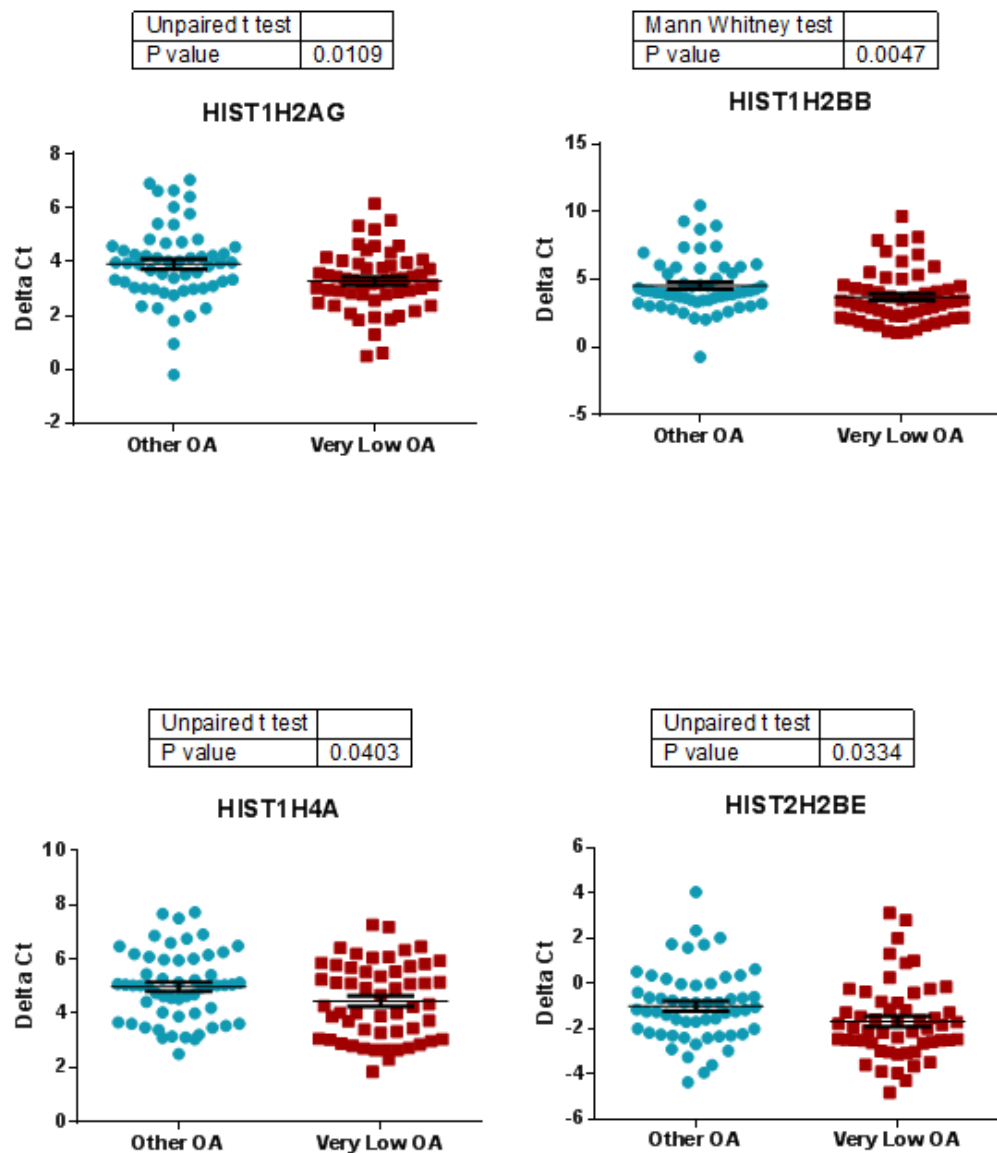 Unpaired t test
P value 0.0109
HIST1H2AG
8
6
4
2
0
-2
Delta Ct
Other OA Very Low OA
Mann Whitney test
P value 0.0047
HIST1H2BB
15
10
5
0
-5
Delta Ct
Other OA Very Low OA
Unpaired t test
P value 0.0403
HIST1H4A
10
8
6
4
2
0
Delta Ct
Other OA Very Low OA
Unpaired t test
P value 0.0334
HIST2H2BE
6
4
2
0
-2
-4
-6
Delta Ct
Other OA Very Low OA